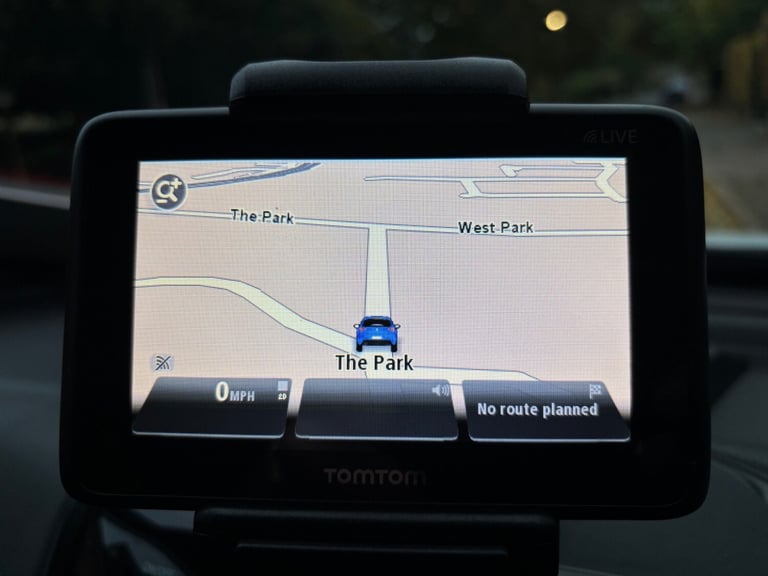 LIVE
The Park
West Park
The Park
0MPH
2D
No route planned
TOMTOM